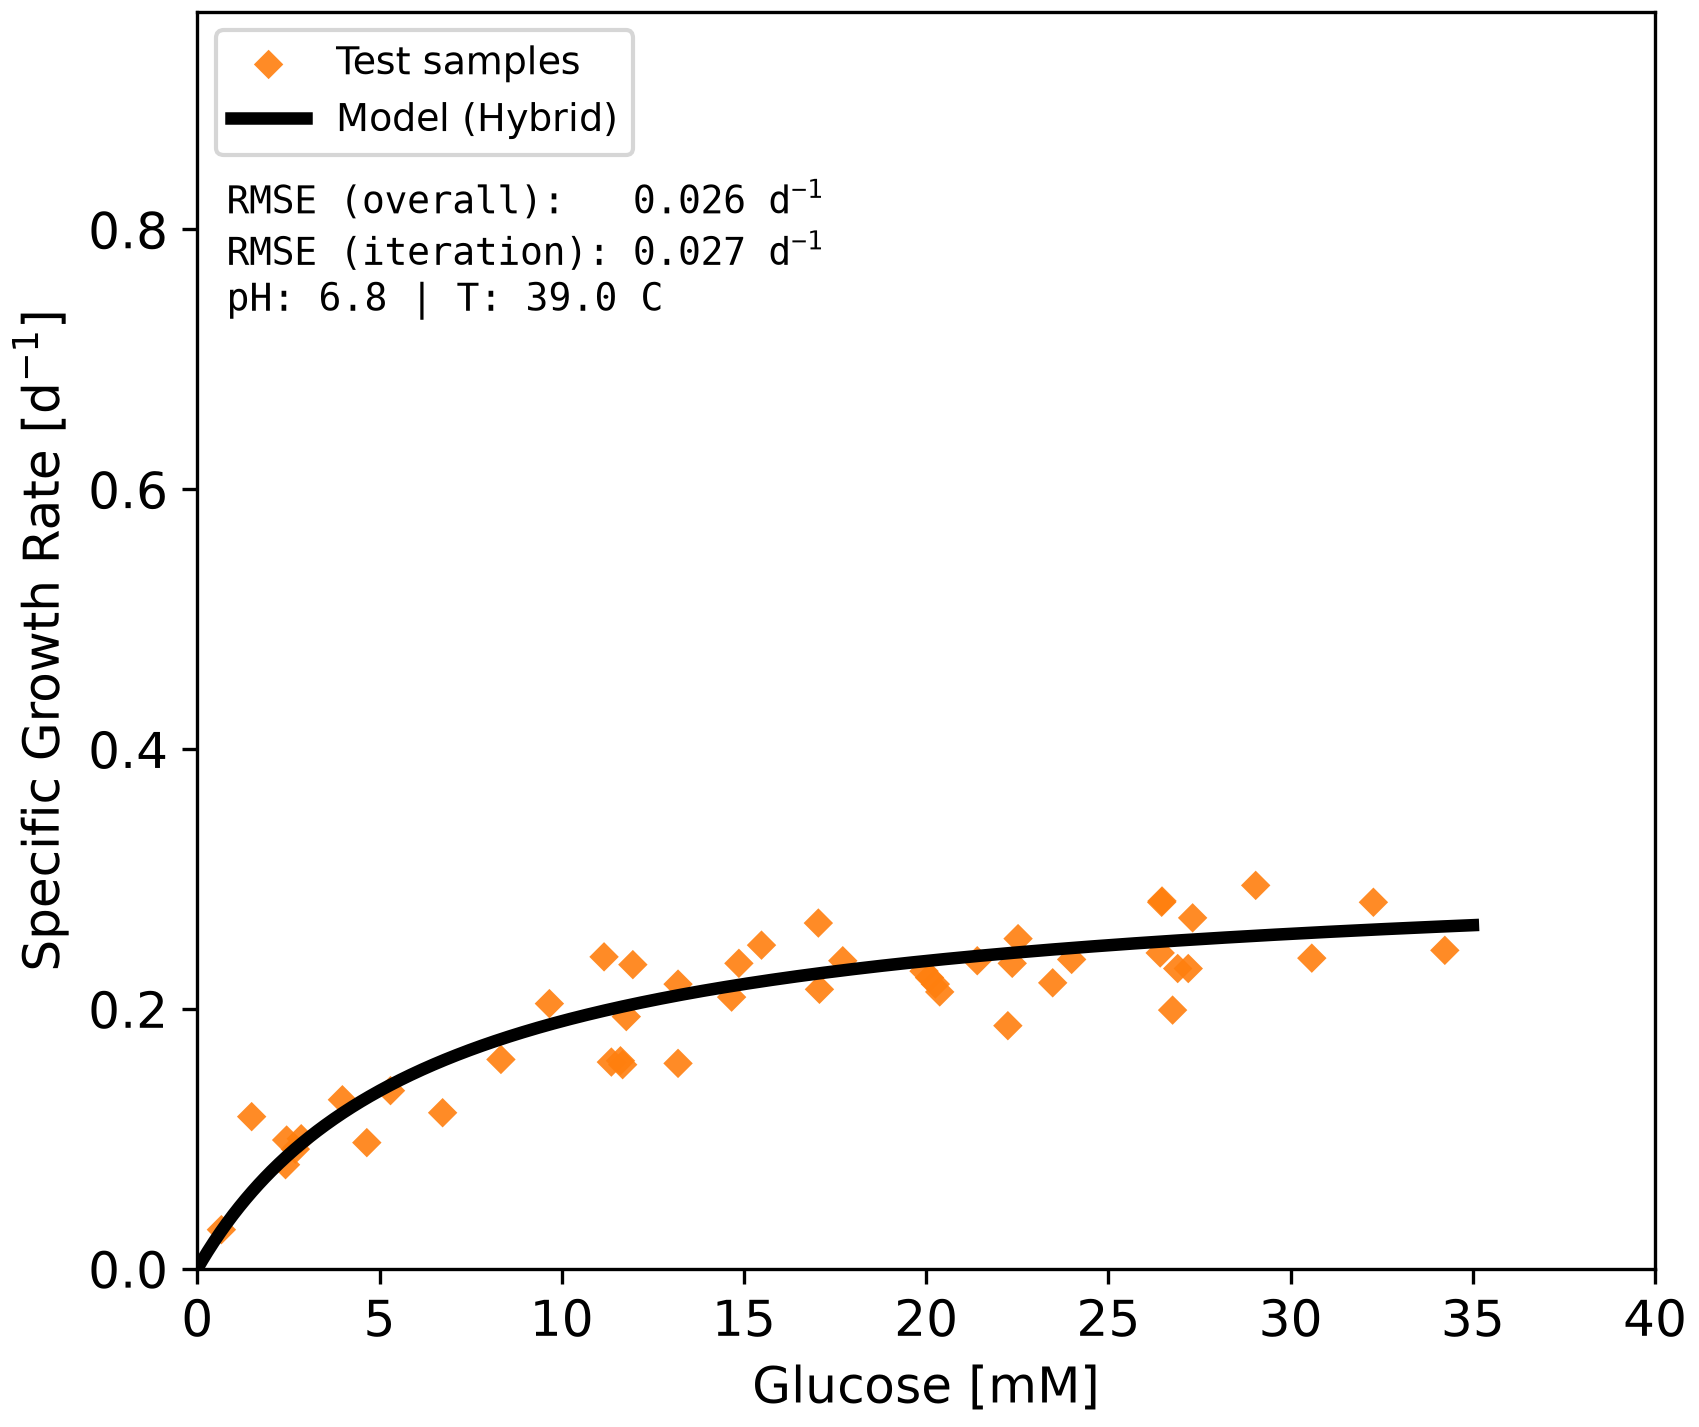 Test samples
Model (Hybrid)
RMSE (overall): 0.026 d⁻¹
RMSE (iteration): 0.027 d⁻¹
pH: 6.8 | T: 39.0 C
Specific Growth Rate [d⁻¹]
0.8
0.6
0.4
0.2
0.0
0 5 10 15 20 25 30 35 40
Glucose [mM]